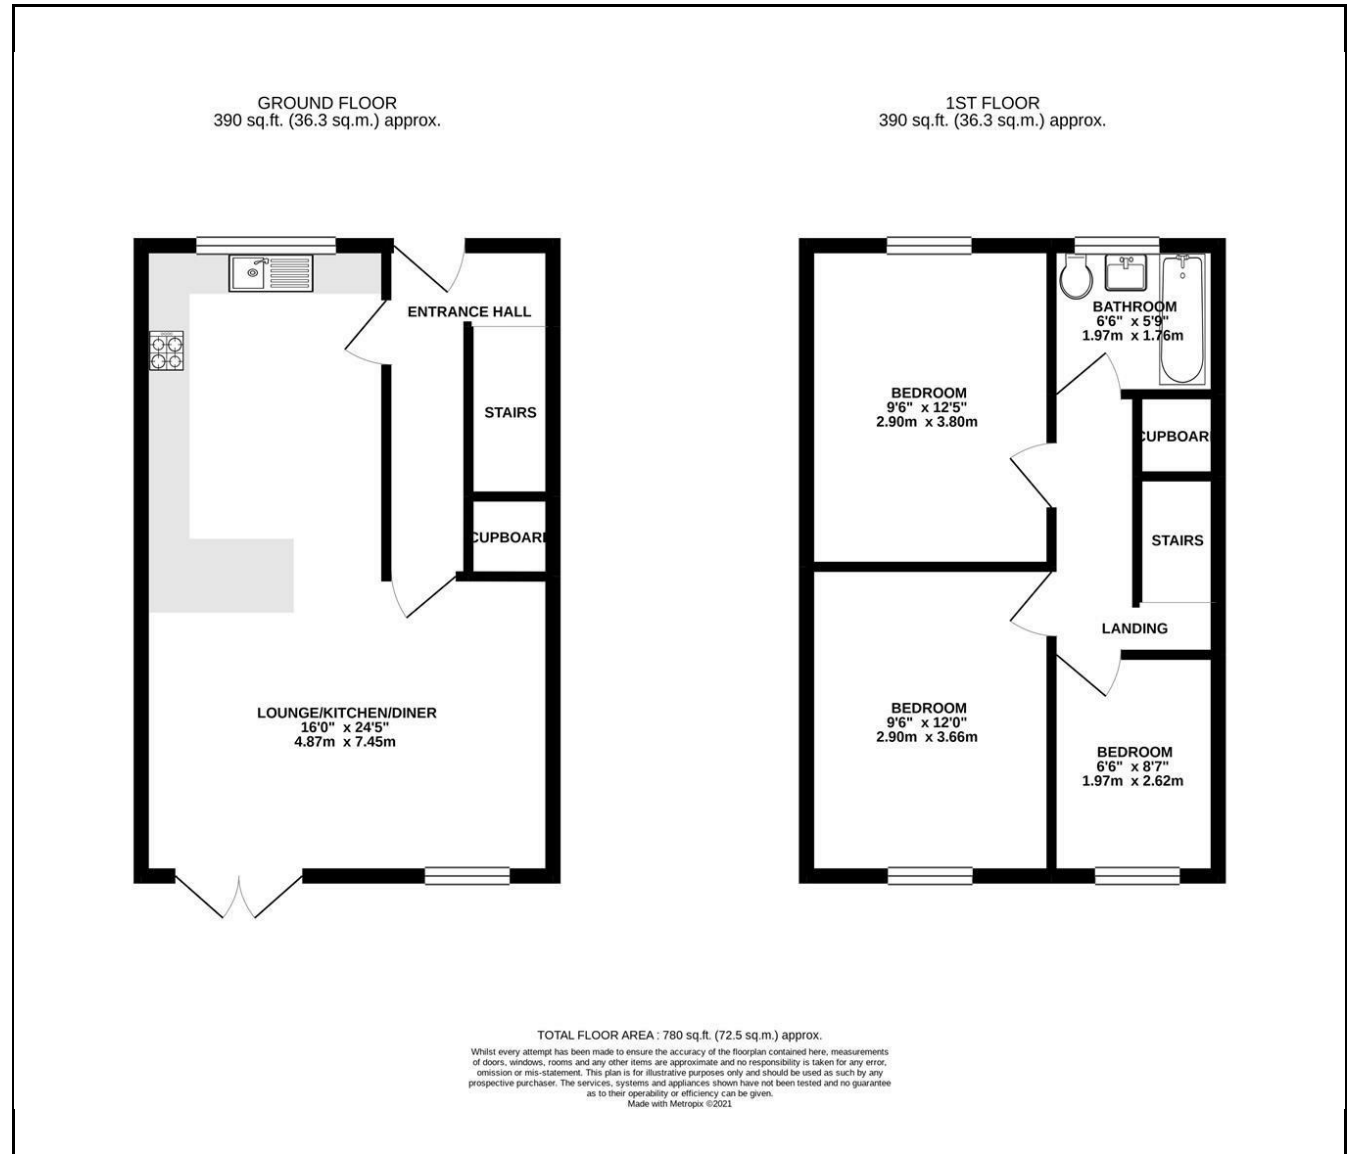 GROUND FLOOR
390 sq.ft. (36.3 sq.m.) approx.
1ST FLOOR
390 sq.ft. (36.3 sq.m.) approx.
ENTRANCE HALL
STAIRS
CUPBOARD
LOUNGE/KITCHEN/DINER
16'0" x 24'5"
4.87m x 7.45m
BATHROOM
6'6" x 5'9"
1.97m x 1.76m
BEDROOM
9'6" x 12'5"
2.90m x 3.80m
CUPBOARD
STAIRS
LANDING
BEDROOM
9'6" x 12'0"
2.90m x 3.66m
BEDROOM
6'6" x 8'7"
1.97m x 2.62m
TOTAL FLOOR AREA : 780 sq.ft. (72.5 sq.m.) approx.
Whilst every attempt has been made to ensure the accuracy of the floorplan contained here, measurements
of doors, windows, rooms and any other items are approximate and no responsibility is taken for any error,
omission or mis-statement. This plan is for illustrative purposes only and should be used as such by any
prospective purchaser. The services, systems and appliances shown have not been tested and no guarantee
as to their operability or efficiency can be given.
Made with Metropix ©2021